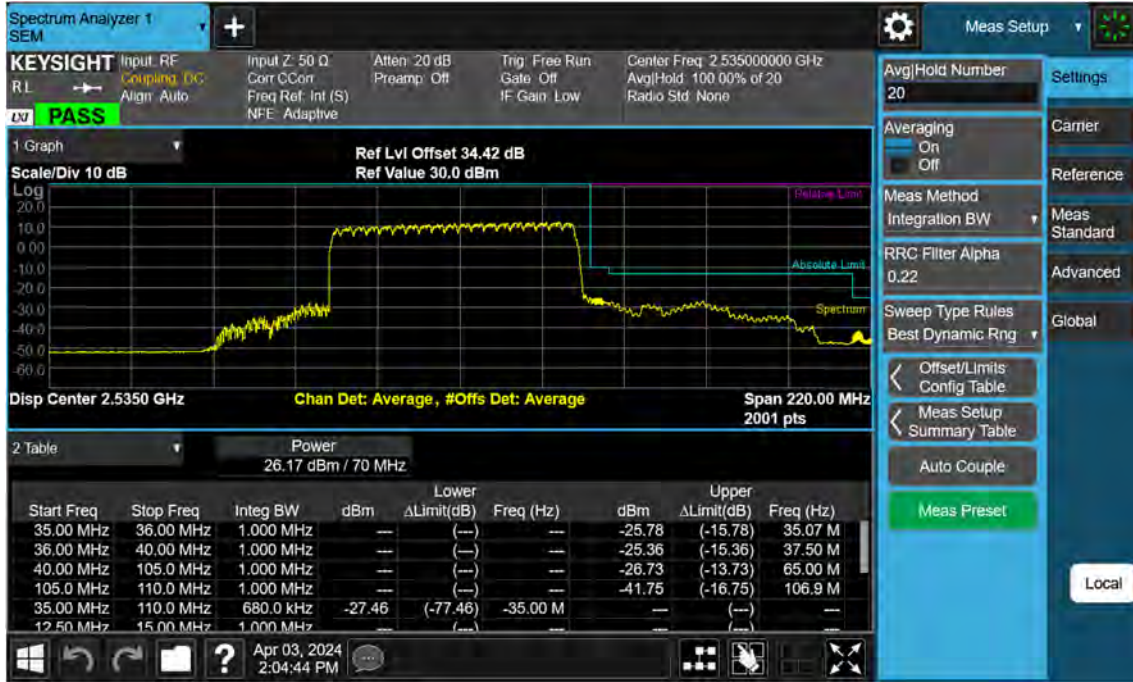 Spectrum Analyzer 1
SEM
+
Meas Setup
KEYSIGHT
Input: RF
Coupling: DC
Align: Auto
Input Z: 50 Ω
Corr CCorr
Freq Ref: Int (S)
NFE: Adaptive
Atten: 20 dB
Preamp: Off
Trig: Free Run
Gate: Off
IF Gain: Low
Center Freq: 2.535000000 GHz
Avg|Hold: 100.00% of 20
Radio Std: None
R L
LXI
PASS
1 Graph
Scale/Div 10 dB
Ref Lvl Offset 34.42 dB
Ref Value 30.0 dBm
Log
20.0
10.0
0.00
-10.0
-20.0
-30.0
-40.0
-50.0
-60.0
Relative Limit
Absolute Limit
Spectrum
Disp Center 2.5350 GHz
Chan Det: Average, #Offs Det: Average
Span 220.00 MHz
2001 pts
2 Table
Power
26.17 dBm / 70 MHz
Lower Upper
Start Freq Stop Freq Integ BW dBm ΔLimit(dB) Freq (Hz) dBm ΔLimit(dB) Freq (Hz)
35.00 MHz 36.00 MHz 1.000 MHz --- (---) --- -25.78 (-15.78) 35.07 M
36.00 MHz 40.00 MHz 1.000 MHz --- (---) --- -25.36 (-15.36) 37.50 M
40.00 MHz 105.0 MHz 1.000 MHz --- (---) --- -26.73 (-13.73) 65.00 M
105.0 MHz 110.0 MHz 1.000 MHz --- (---) --- -41.75 (-16.75) 106.9 M
35.00 MHz 110.0 MHz 680.0 kHz -27.46 (-77.46) -35.00 M --- (---) ---
12.50 MHz 15.00 MHz 1.000 MHz --- (---) --- --- (---) ---
?
Apr 03, 2024
2:04:44 PM
Avg|Hold Number
20
Averaging
On
Off
Meas Method
Integration BW
RRC Filter Alpha
0.22
Sweep Type Rules
Best Dynamic Rng
Offset/Limits
Config Table
Meas Setup
Summary Table
Auto Couple
Meas Preset
Settings
Carrier
Reference
Meas
Standard
Advanced
Global
Local